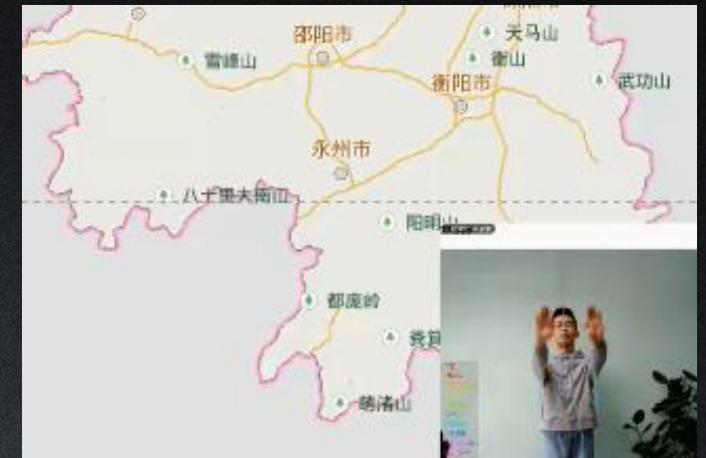 邵阳市
天马山
雪峰山
衡山
衡阳市
武功山
永州市
八十里大南山
阳明山
都庞岭
萌渚山